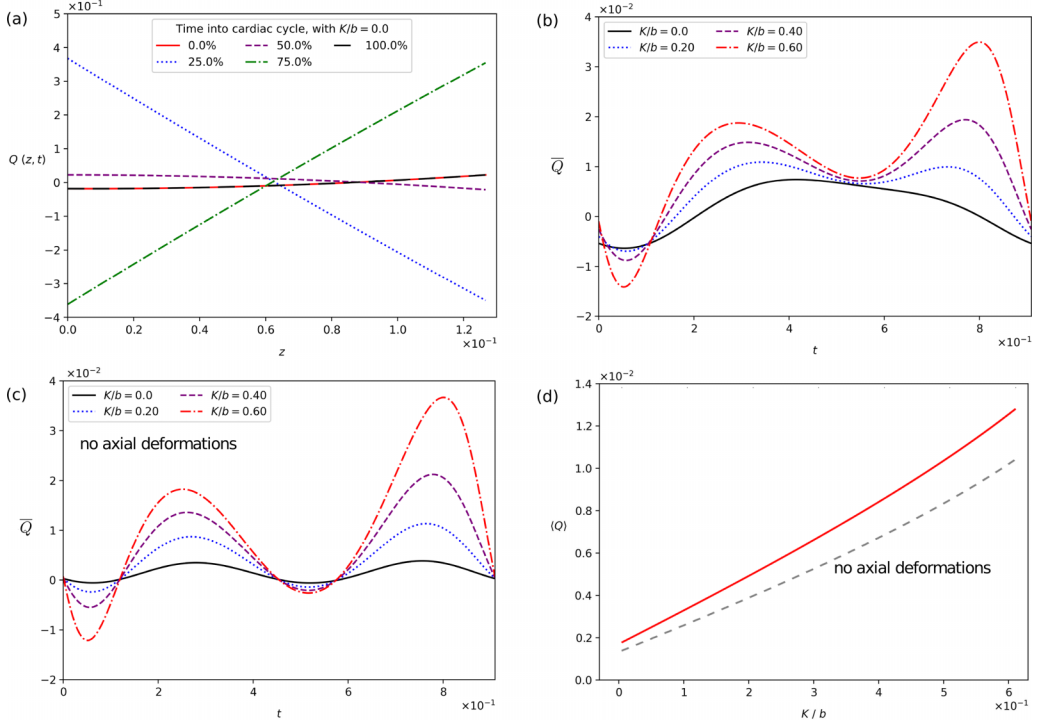 (a)
×10⁻¹
5
4
3
2
1
0
−1
−2
−3
−4
Q (z, t)
Time into cardiac cycle, with K/b = 0.0
0.0% 50.0% 100.0%
25.0% 75.0%
0.0 0.2 0.4 0.6 0.8 1.0 1.2
×10⁻¹
z
(b)
×10⁻²
4
3
2
1
0
−1
−2
Q̅
K/b = 0.0 K/b = 0.40
K/b = 0.20 K/b = 0.60
0 2 4 6 8
×10⁻¹
t
(c)
×10⁻²
4
3
2
1
0
−1
−2
Q̅
K/b = 0.0 K/b = 0.40
K/b = 0.20 K/b = 0.60
no axial deformations
0 2 4 6 8
×10⁻¹
t
(d)
×10⁻²
1.4
1.2
1.0
0.8
0.6
0.4
0.2
0.0
⟨Q⟩
no axial deformations
0 1 2 3 4 5 6
×10⁻¹
K / b